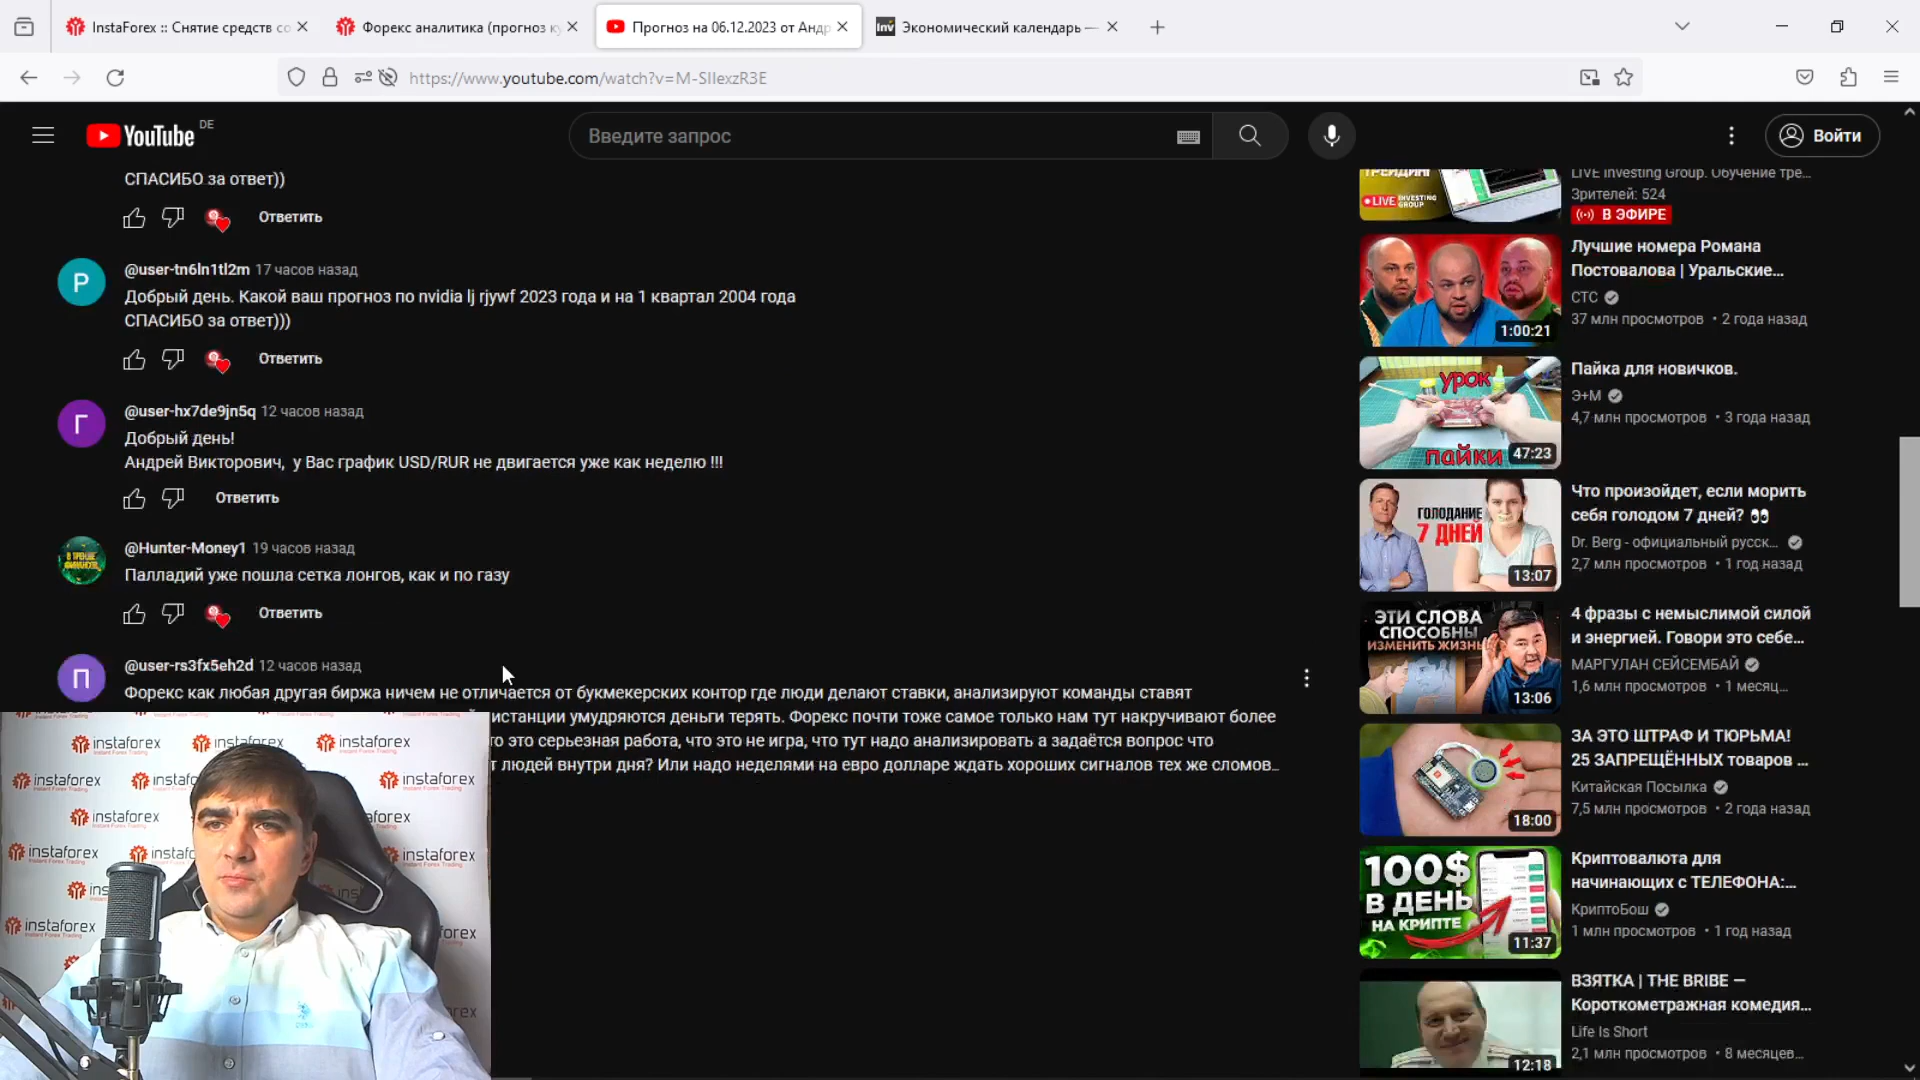 InstaForex :: Снятие средств со
Форекс аналитика (прогноз ку
Прогноз на 06.12.2023 от Андр
Inv
Экономический календарь —
https://www.youtube.com/watch?v=M-SIIexzR3E
YouTube
DE
Введите запрос
Войти
СПАСИБО за ответ))
Ответить
Р
@user-tn6ln1tl2m 17 часов назад
Добрый день. Какой ваш прогноз по nvidia lj rjywf 2023 года и на 1 квартал 2004 года
СПАСИБО за ответ)))
Ответить
Г
@user-hx7de9jn5q 12 часов назад
Добрый день!
Андрей Викторович, у Вас график USD/RUR не двигается уже как неделю !!!
Ответить
@Hunter-Money1 19 часов назад
Палладий уже пошла сетка лонгов, как и по газу
Ответить
П
@user-rs3fx5eh2d 12 часов назад
Форекс как любая другая биржа ничем не отличается от букмекерских контор где люди делают ставки, анализируют команды ставят
истанции умудряются деньги терять. Форекс почти тоже самое только нам тут накручивают более
то это серьезная работа, что это не игра, что тут надо анализировать а задаётся вопрос что
т людей внутри дня? Или надо неделями на евро долларе ждать хороших сигналов тех же сломов...
instaforex
Instant Forex Trading
ТРЕЙДИНГ
LIVE INVESTING GROUP
LIVE Investing Group. Обучение тре...
Зрителей: 524
В ЭФИРЕ
1:00:21
Лучшие номера Романа
Постовалова | Уральские...
СТС
37 млн просмотров • 2 года назад
урок
пайки
47:23
Пайка для новичков.
Э+М
4,7 млн просмотров • 3 года назад
ГОЛОДАНИЕ
7 ДНЕЙ
13:07
Что произойдет, если морить
себя голодом 7 дней? 👀
Dr. Berg - официальный русск...
2,7 млн просмотров • 1 год назад
ЭТИ СЛОВА
СПОСОБНЫ
ИЗМЕНИТЬ ЖИЗНЬ
13:06
4 фразы с немыслимой силой
и энергией. Говори это себе...
МАРГУЛАН СЕЙСЕМБАЙ
1,6 млн просмотров • 1 месяц...
18:00
ЗА ЭТО ШТРАФ И ТЮРЬМА!
25 ЗАПРЕЩЁННЫХ товаров ...
Китайская Посылка
7,5 млн просмотров • 2 года назад
100$
В ДЕНЬ
НА КРИПТЕ
11:37
Криптовалюта для
начинающих с ТЕЛЕФОНА:...
КриптоБош
1 млн просмотров • 1 год назад
12:18
ВЗЯТКА | THE BRIBE —
Короткометражная комедия...
Life Is Short
2,1 млн просмотров • 8 месяцев...